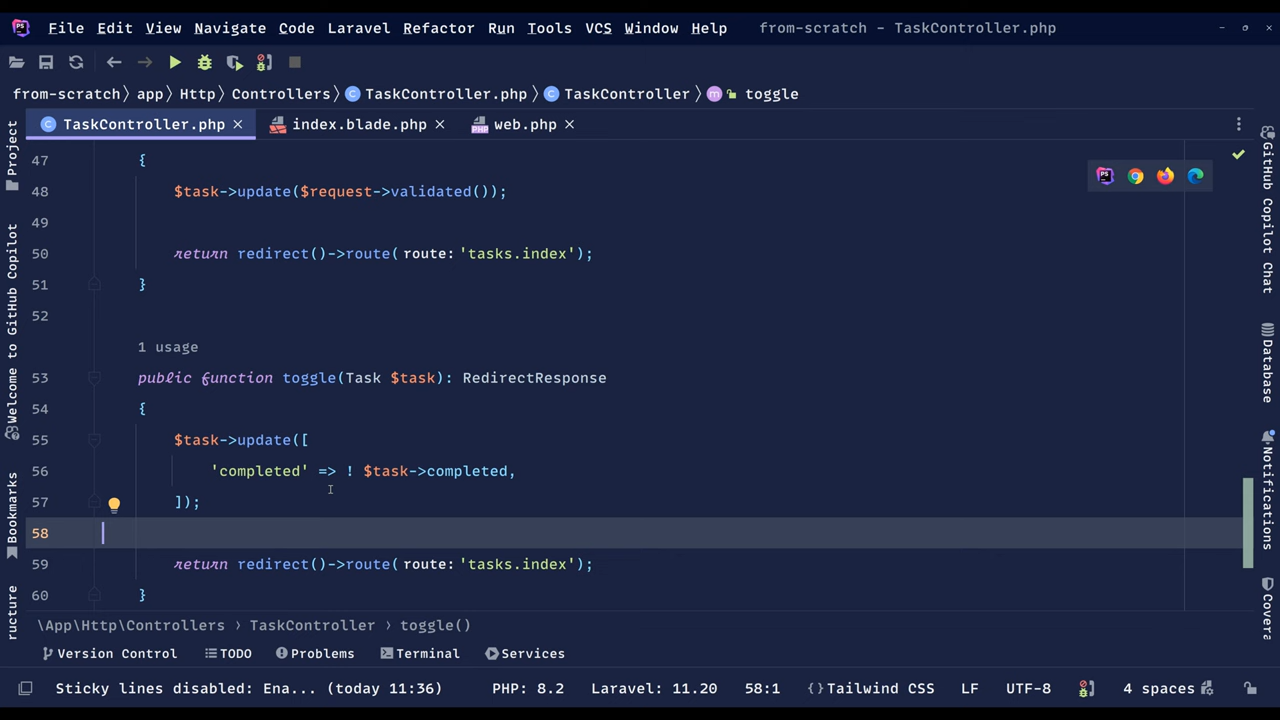 PS File Edit View Navigate Code Laravel Refactor Run Tools VCS Window Help from-scratch – TaskController.php
from-scratch app Http Controllers C TaskController.php C TaskController m toggle
C TaskController.php index.blade.php PHP web.php
Project
Welcome to GitHub Copilot
Bookmarks
ructure
47 {
48 $task->update($request->validated());
49
50 return redirect()->route( route: 'tasks.index');
51 }
52
1 usage
53 public function toggle(Task $task): RedirectResponse
54 {
55 $task->update([
56 'completed' => ! $task->completed,
57 ]);
58
59 return redirect()->route( route: 'tasks.index');
60 }
PS
GitHub Copilot Chat
Database
Notifications
Covera
\App\Http\Controllers > TaskController > toggle()
Version Control TODO Problems Terminal Services
Sticky lines disabled: Ena... (today 11:36) PHP: 8.2 Laravel: 11.20 58:1 {} Tailwind CSS LF UTF-8 4 spaces